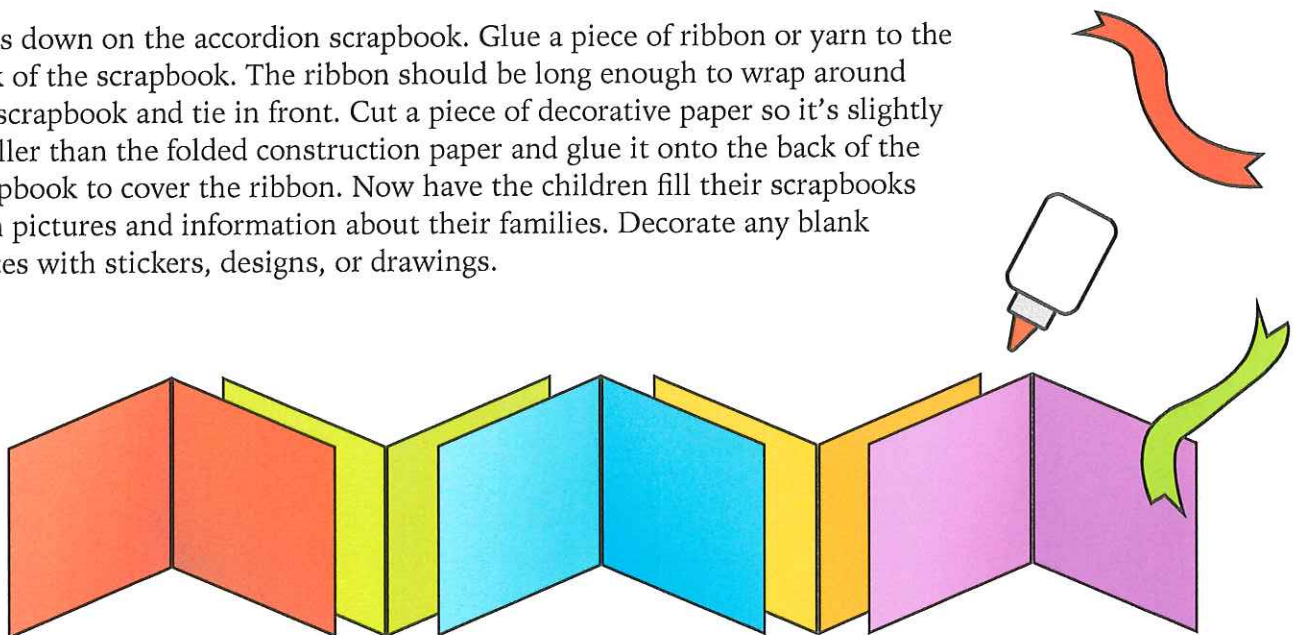 s down on the accordion scrapbook. Glue a piece of ribbon or yarn to the
of the scrapbook. The ribbon should be long enough to wrap around
scrapbook and tie in front. Cut a piece of decorative paper so it's slightly
ller than the folded construction paper and glue it onto the back of the
pbook to cover the ribbon. Now have the children fill their scrapbooks
pictures and information about their families. Decorate any blank
es with stickers, designs, or drawings.